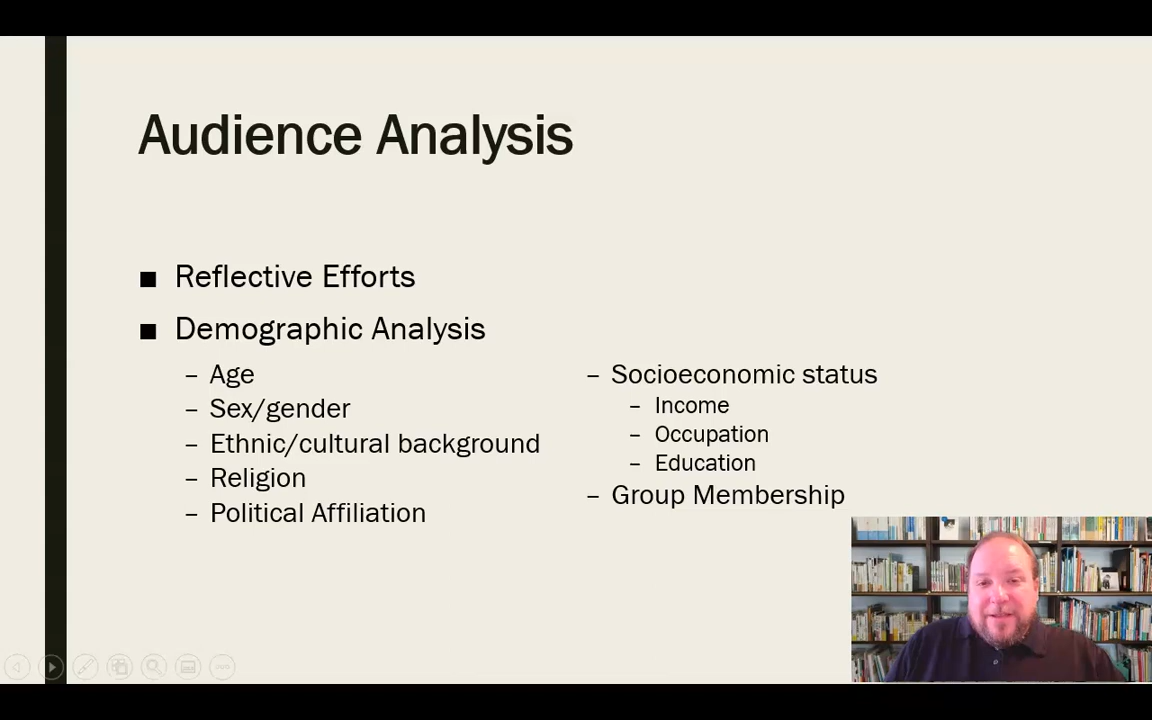 Audience Analysis
■ Reflective Efforts
■ Demographic Analysis
– Age
– Sex/gender
– Ethnic/cultural background
– Religion
– Political Affiliation
– Socioeconomic status
– Income
– Occupation
– Education
– Group Membership